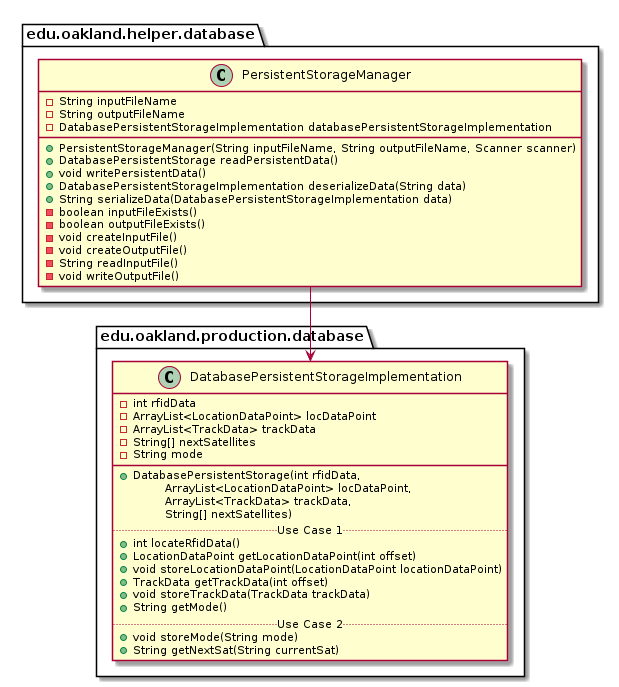 edu.oakland.helper.database
C PersistentStorageManager
String inputFileName
String outputFileName
DatabasePersistentStorageImplementation databasePersistentStorageImplementation
PersistentStorageManager(String inputFileName, String outputFileName, Scanner scanner)
DatabasePersistentStorage readPersistentData()
void writePersistentData()
DatabasePersistentStorageImplementation deserializeData(String data)
String serializeData(DatabasePersistentStorageImplementation data)
boolean inputFileExists()
boolean outputFileExists()
void createInputFile()
void createOutputFile()
String readInputFile()
void writeOutputFile()
edu.oakland.production.database
C DatabasePersistentStorageImplementation
int rfidData
ArrayList<LocationDataPoint> locDataPoint
ArrayList<TrackData> trackData
String[] nextSatellites
String mode
DatabasePersistentStorage(int rfidData,
ArrayList<LocationDataPoint> locDataPoint,
ArrayList<TrackData> trackData,
String[] nextSatellites)
Use Case 1
int locateRfidData()
LocationDataPoint getLocationDataPoint(int offset)
void storeLocationDataPoint(LocationDataPoint locationDataPoint)
TrackData getTrackData(int offset)
void storeTrackData(TrackData trackData)
String getMode()
Use Case 2
void storeMode(String mode)
String getNextSat(String currentSat)